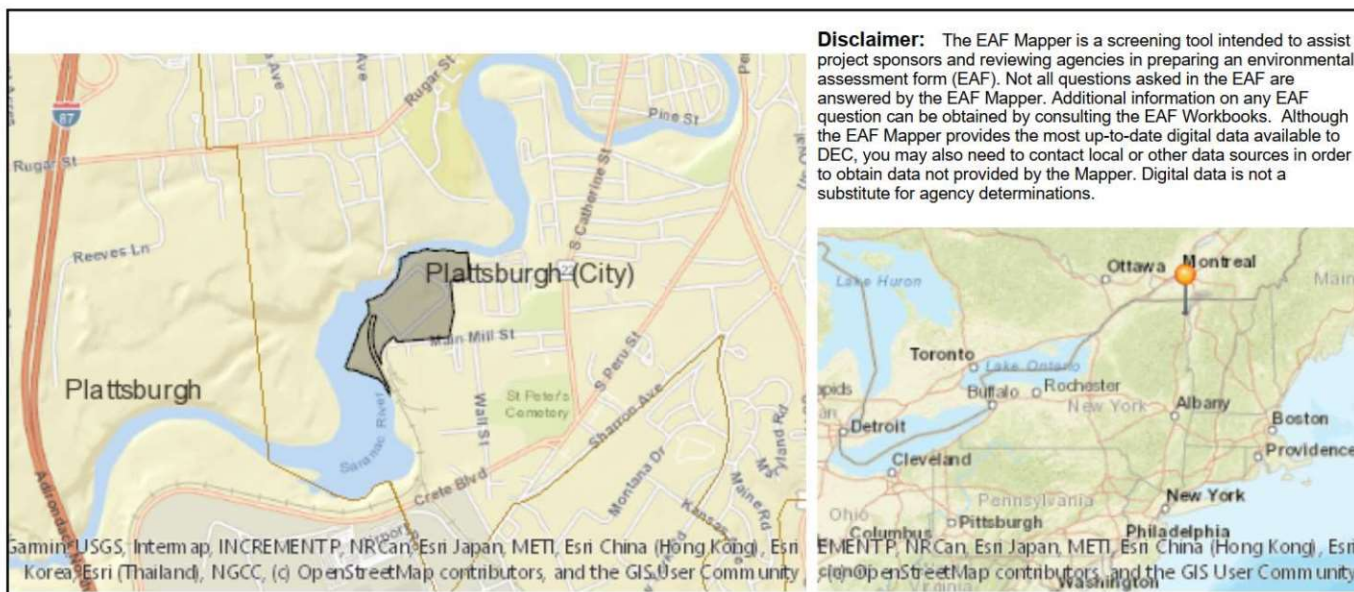 Disclaimer: The EAF Mapper is a screening tool intended to assist
project sponsors and reviewing agencies in preparing an environmental
assessment form (EAF). Not all questions asked in the EAF are
answered by the EAF Mapper. Additional information on any EAF
question can be obtained by consulting the EAF Workbooks. Although
the EAF Mapper provides the most up-to-date digital data available to
DEC, you may also need to contact local or other data sources in order
to obtain data not provided by the Mapper. Digital data is not a
substitute for agency determinations.
Ave
Ave
Rugar St
87
Rugar St
Pine St
S Catherine St
Reeves Ln
Plattsburgh (City)
22
Main Mill St
S Peru St
Plattsburgh
St Peter's
Cemetery
Wall St
Sharron Ave
Saranac River
Crete Blvd
Montana Dr
Maine Rd
Garmin, USGS, Intermap, INCREMENT P, NRCan, Esri Japan, METI, Esri China (Hong Kong), Esri
Korea, Esri (Thailand), NGCC, (c) OpenStreetMap contributors, and the GIS User Community
Ottawa
Montreal
Lake Huron
Main
Toronto
Lake Ontario
Buffalo
Rochester
New York
Albany
Boston
Detroit
Providence
Cleveland
New York
Pennsylvania
Pittsburgh
Ohio
Columbus
Philadelphia
EMENT P, NRCan, Esri Japan, METI, Esri China (Hong Kong), Esri
(c) OpenStreetMap contributors, and the GIS User Community
Washington